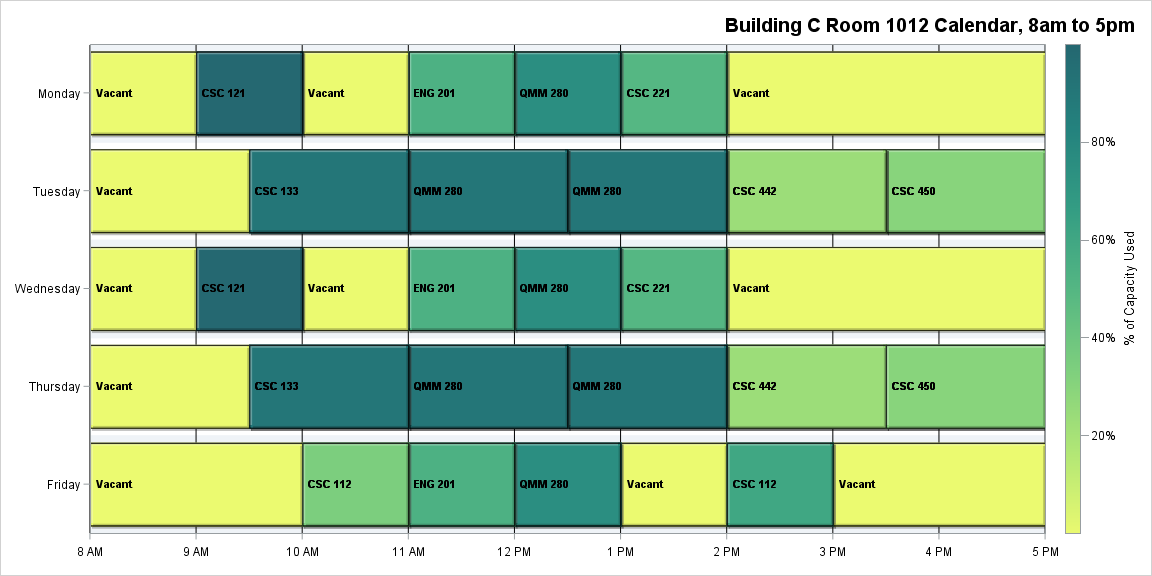 Building C Room 1012 Calendar, 8am to 5pm
Monday
Vacant
CSC 121
Vacant
ENG 201
QMM 280
CSC 221
Vacant
Tuesday
Vacant
CSC 133
QMM 280
QMM 280
CSC 442
CSC 450
Wednesday
Vacant
CSC 121
Vacant
ENG 201
QMM 280
CSC 221
Vacant
Thursday
Vacant
CSC 133
QMM 280
QMM 280
CSC 442
CSC 450
Friday
Vacant
CSC 112
ENG 201
QMM 280
Vacant
CSC 112
Vacant
8 AM
9 AM
10 AM
11 AM
12 PM
1 PM
2 PM
3 PM
4 PM
5 PM
80%
60%
40%
20%
% of Capacity Used